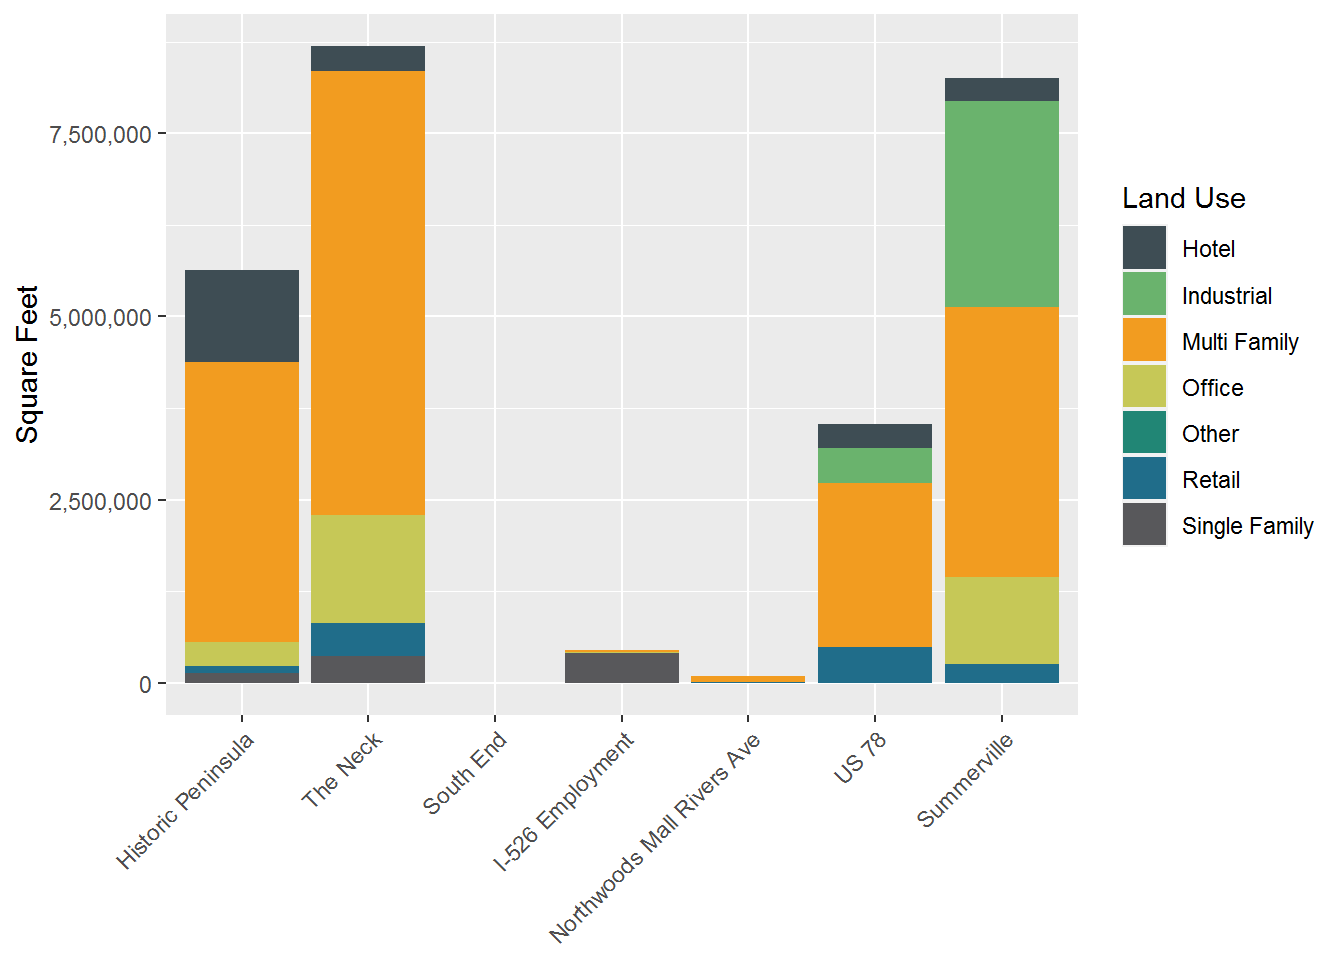 7,500,000
5,000,000
2,500,000
0
Square Feet
Historic Peninsula
The Neck
South End
I-526 Employment
Northwoods Mall Rivers Ave
US 78
Summerville
Land Use
Hotel
Industrial
Multi Family
Office
Other
Retail
Single Family